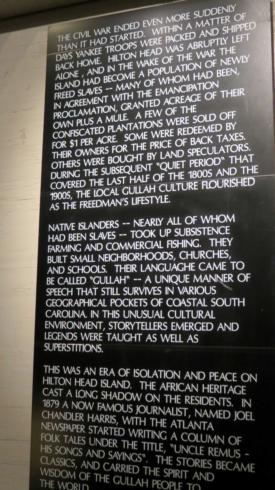 THE CIVIL WAR ENDED EVEN MORE SUDDENLY
THAN IT HAD STARTED. WITHIN A MATTER OF
DAYS YANKEE TROOPS WERE PACKED AND SHIPPED
BACK HOME. HILTON HEAD WAS ABRUPTLY LEFT
ALONE, AND IN THE WAKE OF THE WAR THE
ISLAND HAD BECOME A POPULATION OF NEWLY
FREED SLAVES -- MANY OF WHOM HAD BEEN,
IN AGREEMENT WITH THE EMANCIPATION
PROCLAMATION, GRANTED ACREAGE OF THEIR
OWN PLUS A MULE. A FEW OF THE
CONFISCATED PLANTATIONS WERE SOLD OFF
FOR $1 PER ACRE. SOME WERE REDEEMED BY
THEIR OWNERS FOR THE PRICE OF BACK TAXES.
OTHERS WERE BOUGHT BY LAND SPECULATORS.
DURING THE SUBSEQUENT "QUIET PERIOD" THAT
COVERED THE LAST HALF OF THE 1800S AND THE
1900S, THE LOCAL GULLAH CULTURE FLOURISHED
AS THE FREEDMAN'S LIFESTYLE.
NATIVE ISLANDERS -- NEARLY ALL OF WHOM
HAD BEEN SLAVES -- TOOK UP SUBSISTENCE
FARMING AND COMMERCIAL FISHING. THEY
BUILT SMALL NEIGHBORHOODS, CHURCHES,
AND SCHOOLS. THEIR LANGUAGHE CAME TO
BE CALLED "GULLAH" -- A UNIQUE MANNER OF
SPEECH THAT STILL SURVIVES IN VARIOUS
GEOGRAPHICAL POCKETS OF COASTAL SOUTH
CAROLINA. IN THIS UNUSUAL CULTURAL
ENVIRONMENT, STORYTELLERS EMERGED AND
LEGENDS WERE TAUGHT AS WELL AS
SUPERSTITIONS.
THIS WAS AN ERA OF ISOLATION AND PEACE ON
HILTON HEAD ISLAND. THE AFRICAN HERITAGE
CAST A LONG SHADOW ON THE RESIDENTS. IN
1879 A NOW FAMOUS JOURNALIST, NAMED JOEL
CHANDLER HARRIS, WITH THE ATLANTA
NEWSPAPER STARTED WRITING A COLUMN OF
FOLK TALES UNDER THE TITLE, "UNCLE REMUS -
HIS SONGS AND SAYINGS". THE STORIES BECAME
CLASSICS, AND CARRIED THE SPIRIT AND
WISDOM OF THE GULLAH PEOPLE TO
THE WORLD